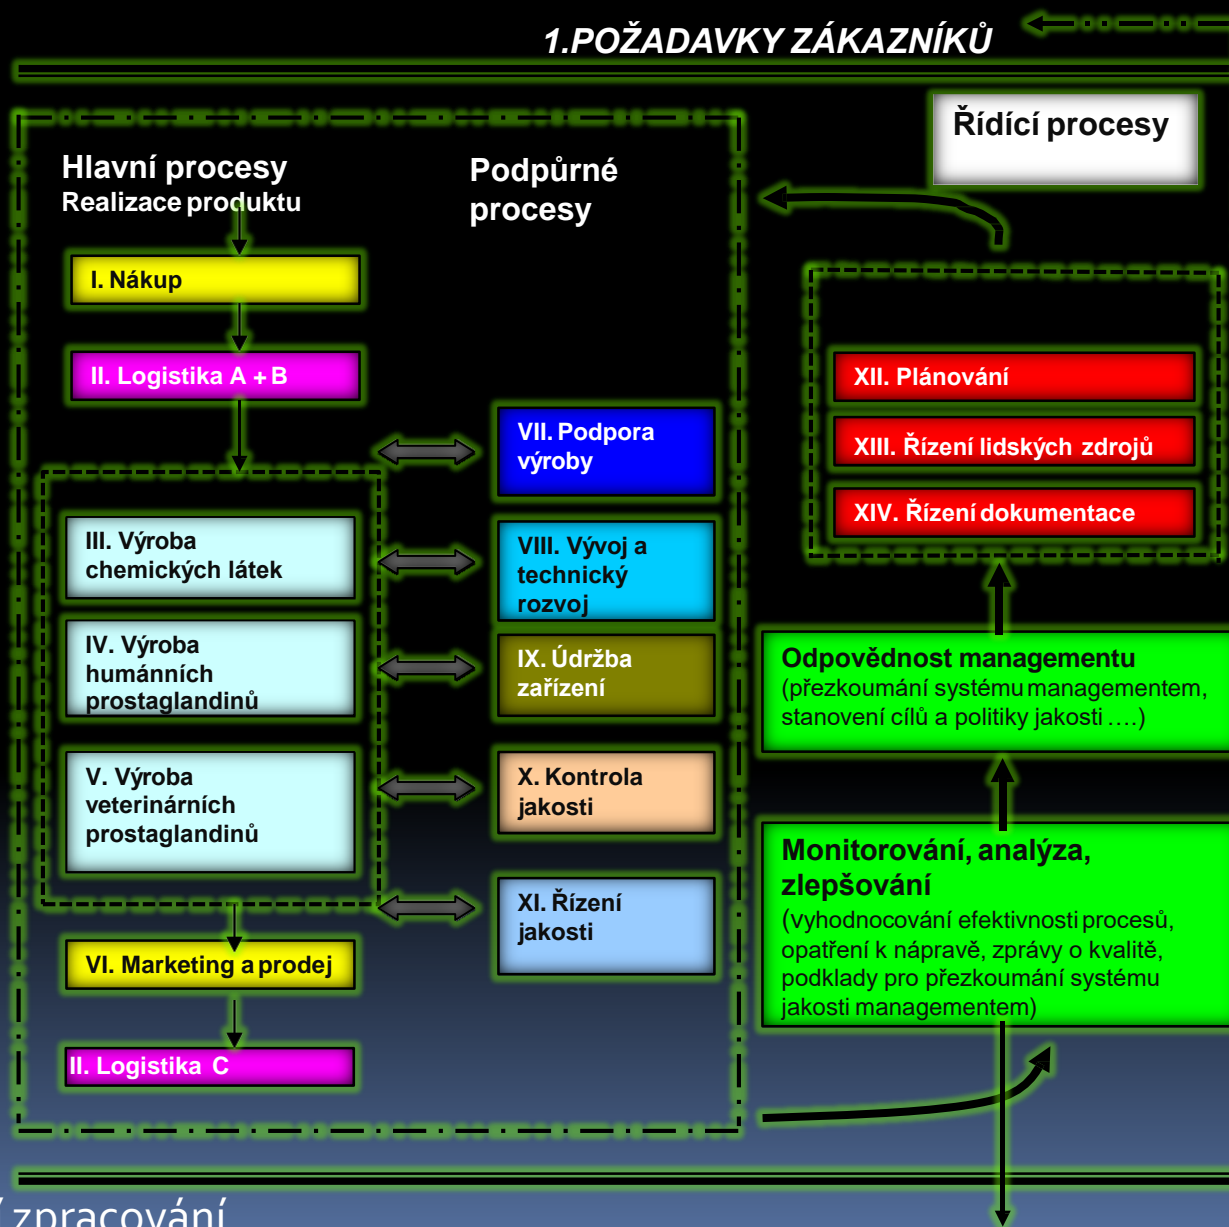 1.POŽADAVKY ZÁKAZNÍKŮ
Řídící procesy
Hlavní procesy
Realizace produktu
Podpůrné
procesy
I. Nákup
II. Logistika A + B
III. Výroba
chemických látek
IV. Výroba
humánních
prostaglandinů
V. Výroba
veterinárních
prostaglandinů
VI. Marketing a prodej
II. Logistika C
VII. Podpora
výroby
VIII. Vývoj a
technický
rozvoj
IX. Údržba
zařízení
X. Kontrola
jakosti
XI. Řízení
jakosti
XII. Plánování
XIII. Řízení lidských zdrojů
XIV. Řízení dokumentace
Odpovědnost managementu
(přezkoumání systému managementem,
stanovení cílů a politiky jakosti ....)
Monitorování, analýza,
zlepšování
(vyhodnocování efektivnosti procesů,
opatření k nápravě, zprávy o kvalitě,
podklady pro přezkoumání systému
jakosti managementem)
zpracování